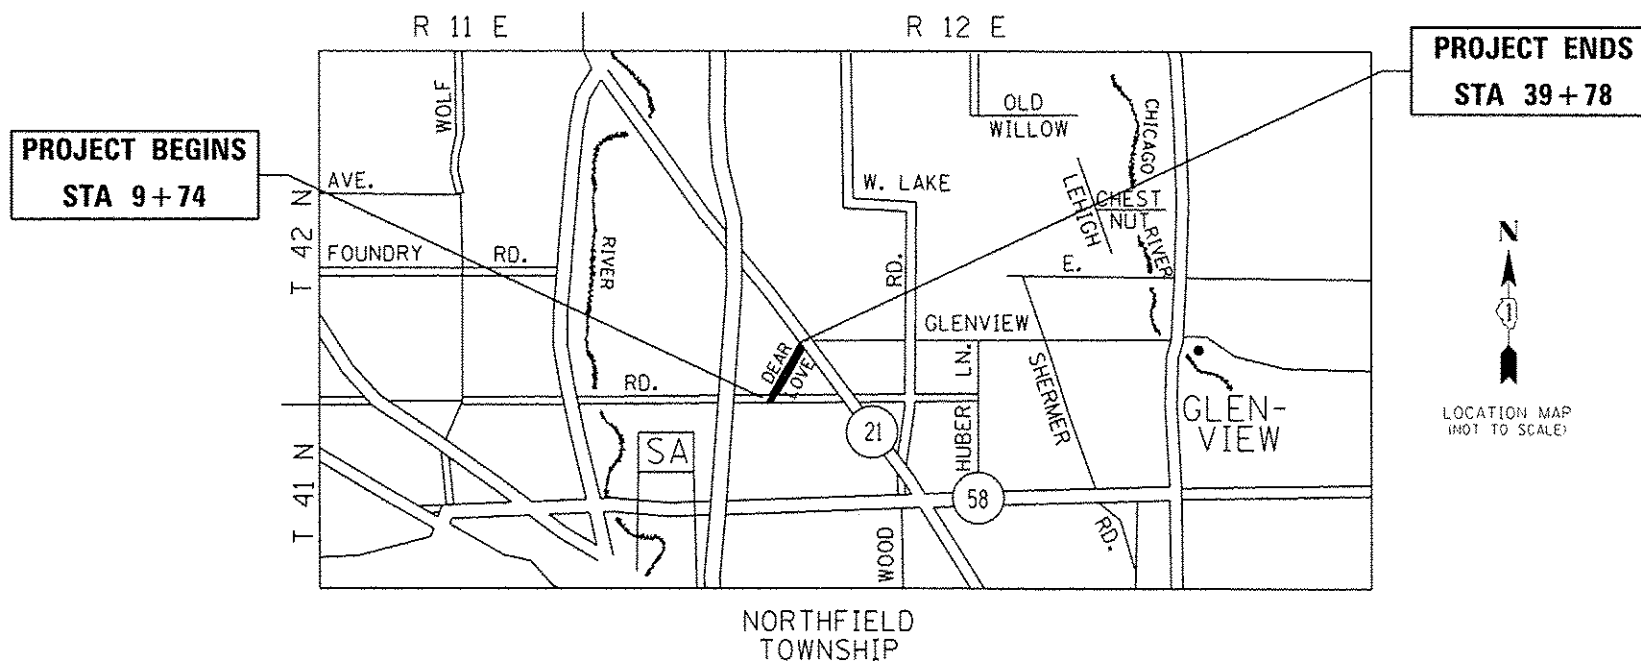 R 11 E
R 12 E
PROJECT ENDS
STA 39+78
PROJECT BEGINS
STA 9+74
WOLF
OLD
WILLOW
CHICAGO
AVE.
W. LAKE
LEHIGH
CHEST
NUT
RIVER
T 42 N
FOUNDRY RD.
RIVER
RD.
E.
N
1
GLENVIEW
DEAR
LOVE
LN.
SHERMER
RD.
HUBER
GLEN-
VIEW
LOCATION MAP
(NOT TO SCALE)
21
SA
T 41 N
58
WOOD
RD.
NORTHFIELD
TOWNSHIP